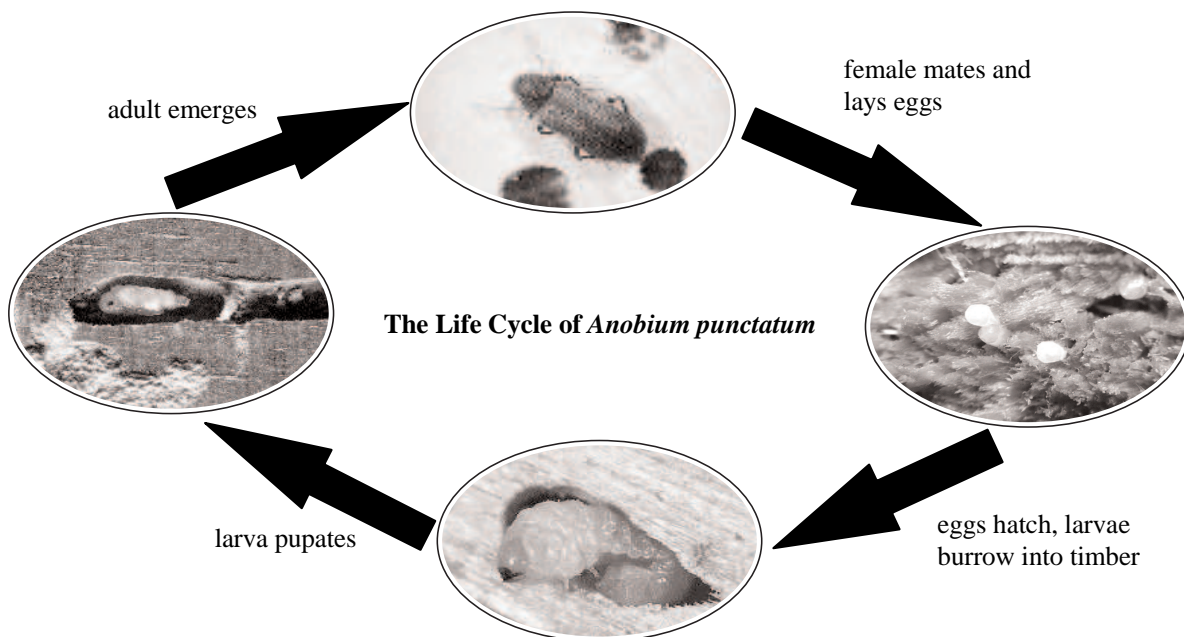 female mates and
lays eggs
adult emerges
The Life Cycle of Anobium punctatum
larva pupates
eggs hatch, larvae
burrow into timber